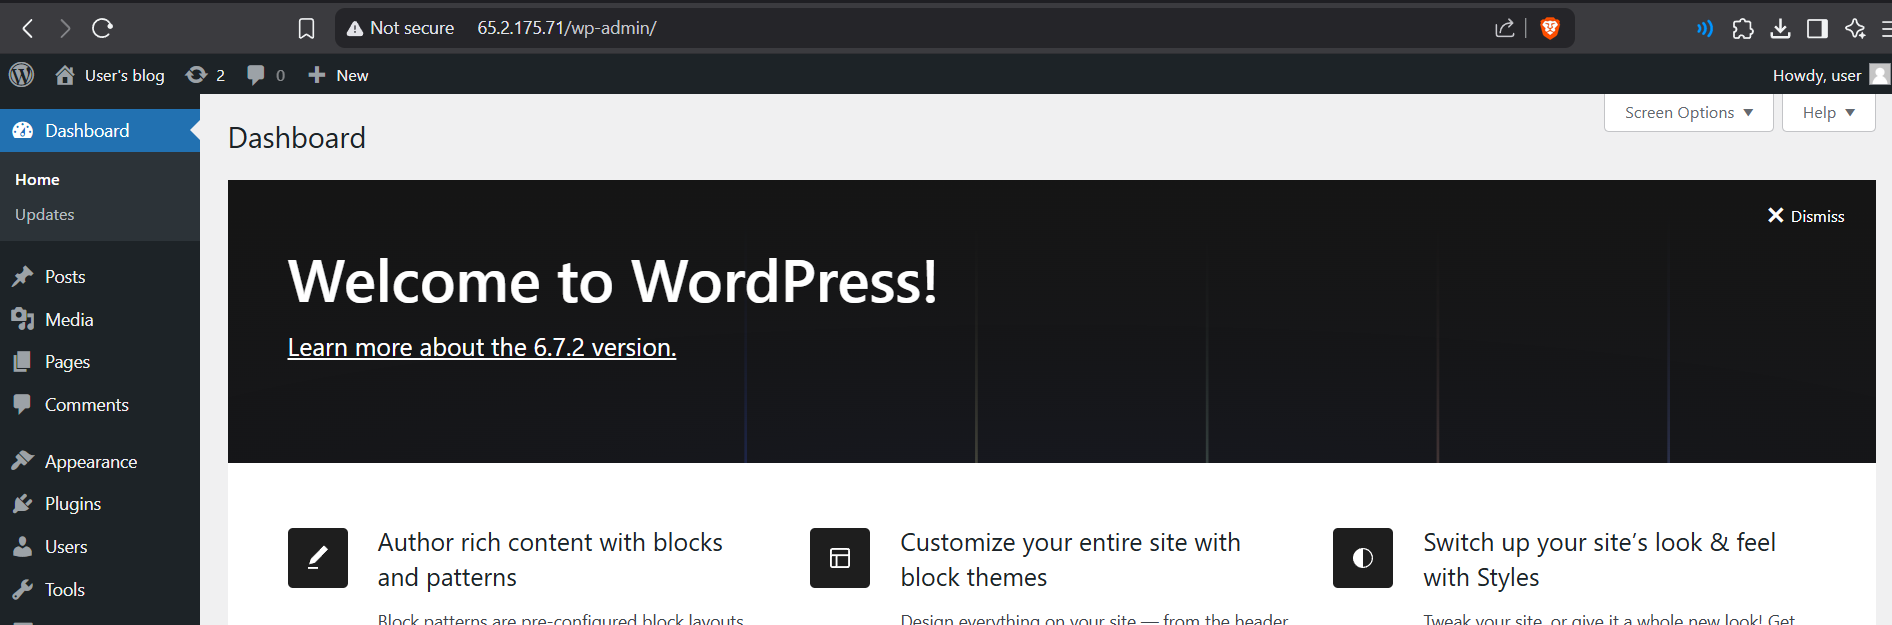 Not secure 65.2.175.71/wp-admin/
User's blog 2 0 New Howdy, user
Screen Options Help
Dashboard
Home
Updates
Posts
Media
Pages
Comments
Appearance
Plugins
Users
Tools
Dashboard
Dismiss
Welcome to WordPress!
Learn more about the 6.7.2 version.
Author rich content with blocks
and patterns
Block patterns are pre-configured block layouts.
Customize your entire site with
block themes
Design everything on your site — from the header
Switch up your site’s look & feel
with Styles
Tweak your site, or give it a whole new look! Get